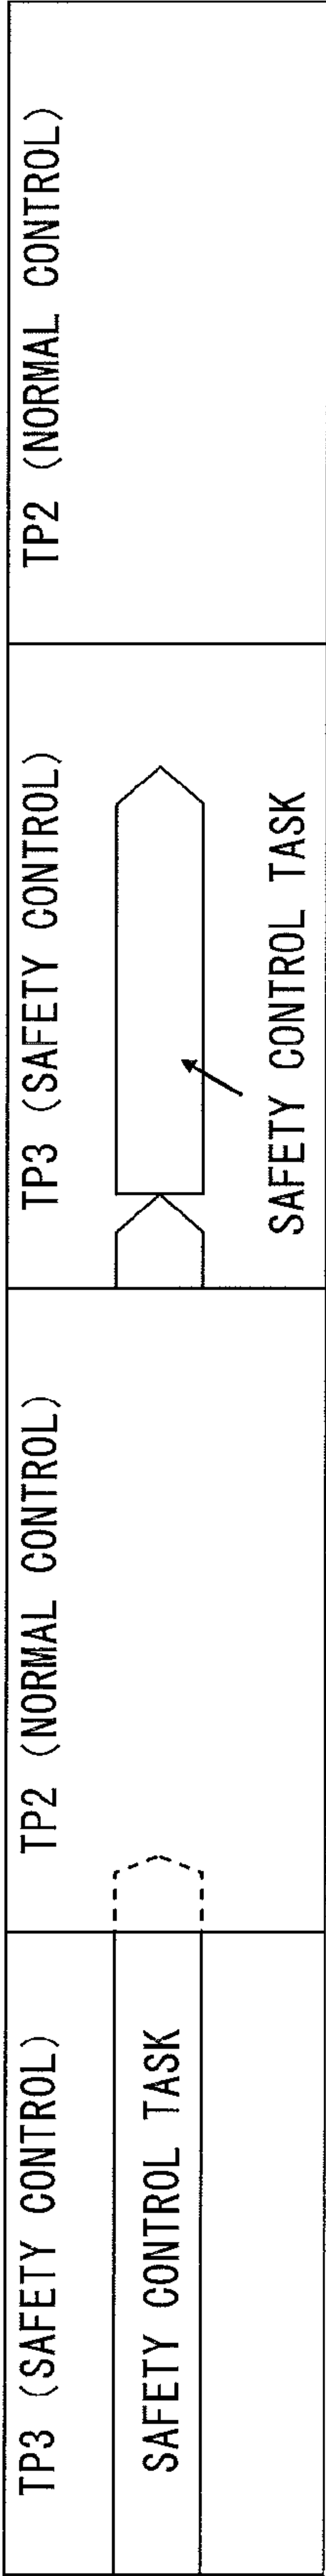 TP3 (SAFETY CONTROL)
SAFETY CONTROL TASK
TP2 (NORMAL CONTROL)
TP3 (SAFETY CONTROL)
SAFETY CONTROL TASK
TP2 (NORMAL CONTROL)